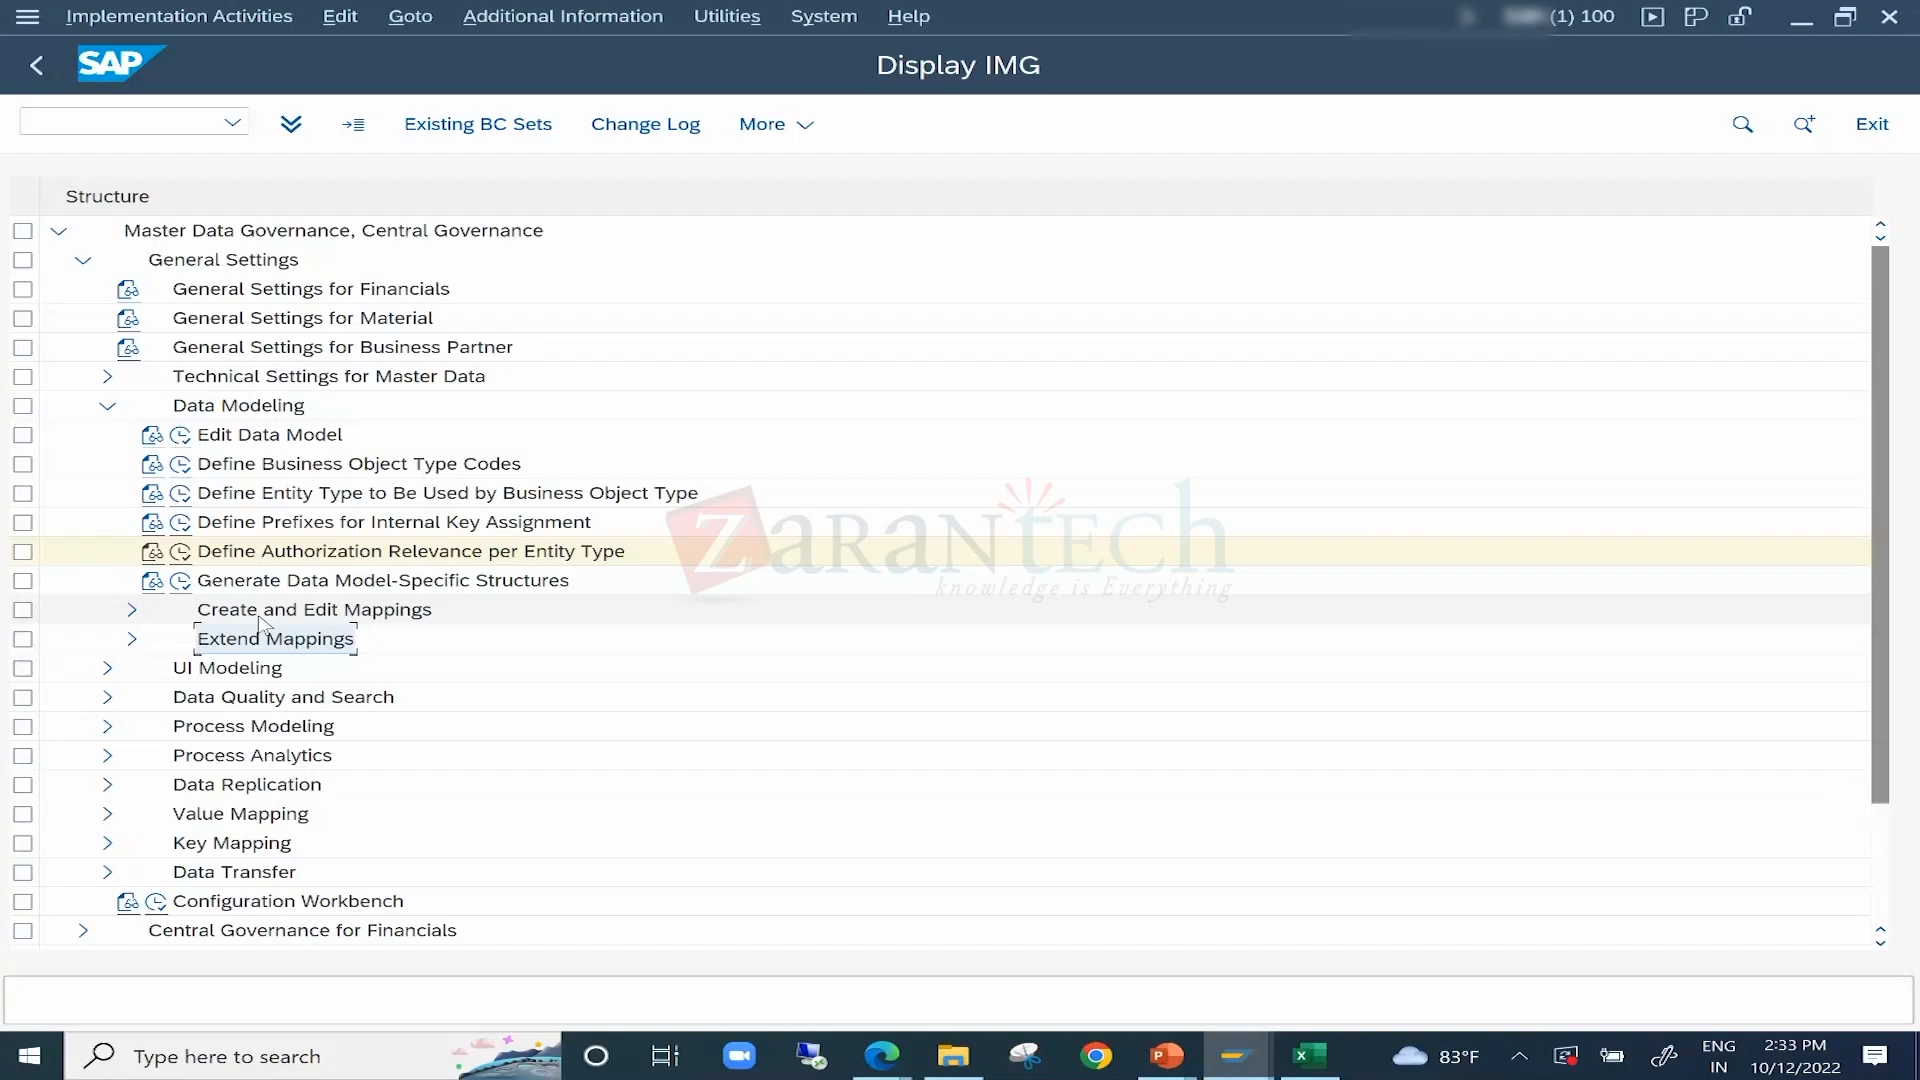 Implementation Activities Edit Goto Additional Information Utilities System Help (1) 100
SAP Display IMG
Existing BC Sets Change Log More Exit
Structure
Master Data Governance, Central Governance
General Settings
General Settings for Financials
General Settings for Material
General Settings for Business Partner
Technical Settings for Master Data
Data Modeling
Edit Data Model
Define Business Object Type Codes
Define Entity Type to Be Used by Business Object Type
Define Prefixes for Internal Key Assignment
Define Authorization Relevance per Entity Type
Generate Data Model-Specific Structures
Create and Edit Mappings
Extend Mappings
UI Modeling
Data Quality and Search
Process Modeling
Process Analytics
Data Replication
Value Mapping
Key Mapping
Data Transfer
Configuration Workbench
Central Governance for Financials
ZaranTech
knowledge is Everything
Type here to search
83°F
ENG
IN
2:33 PM
10/12/2022